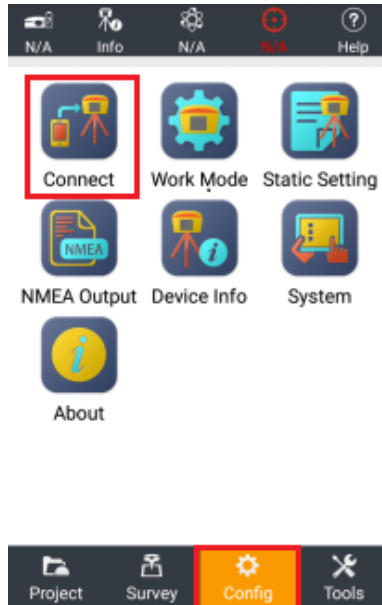 N/A Info N/A N/A Help
Connect Work Mode Static Setting
NMEA
NMEA Output Device Info System
About
Project Survey Config Tools